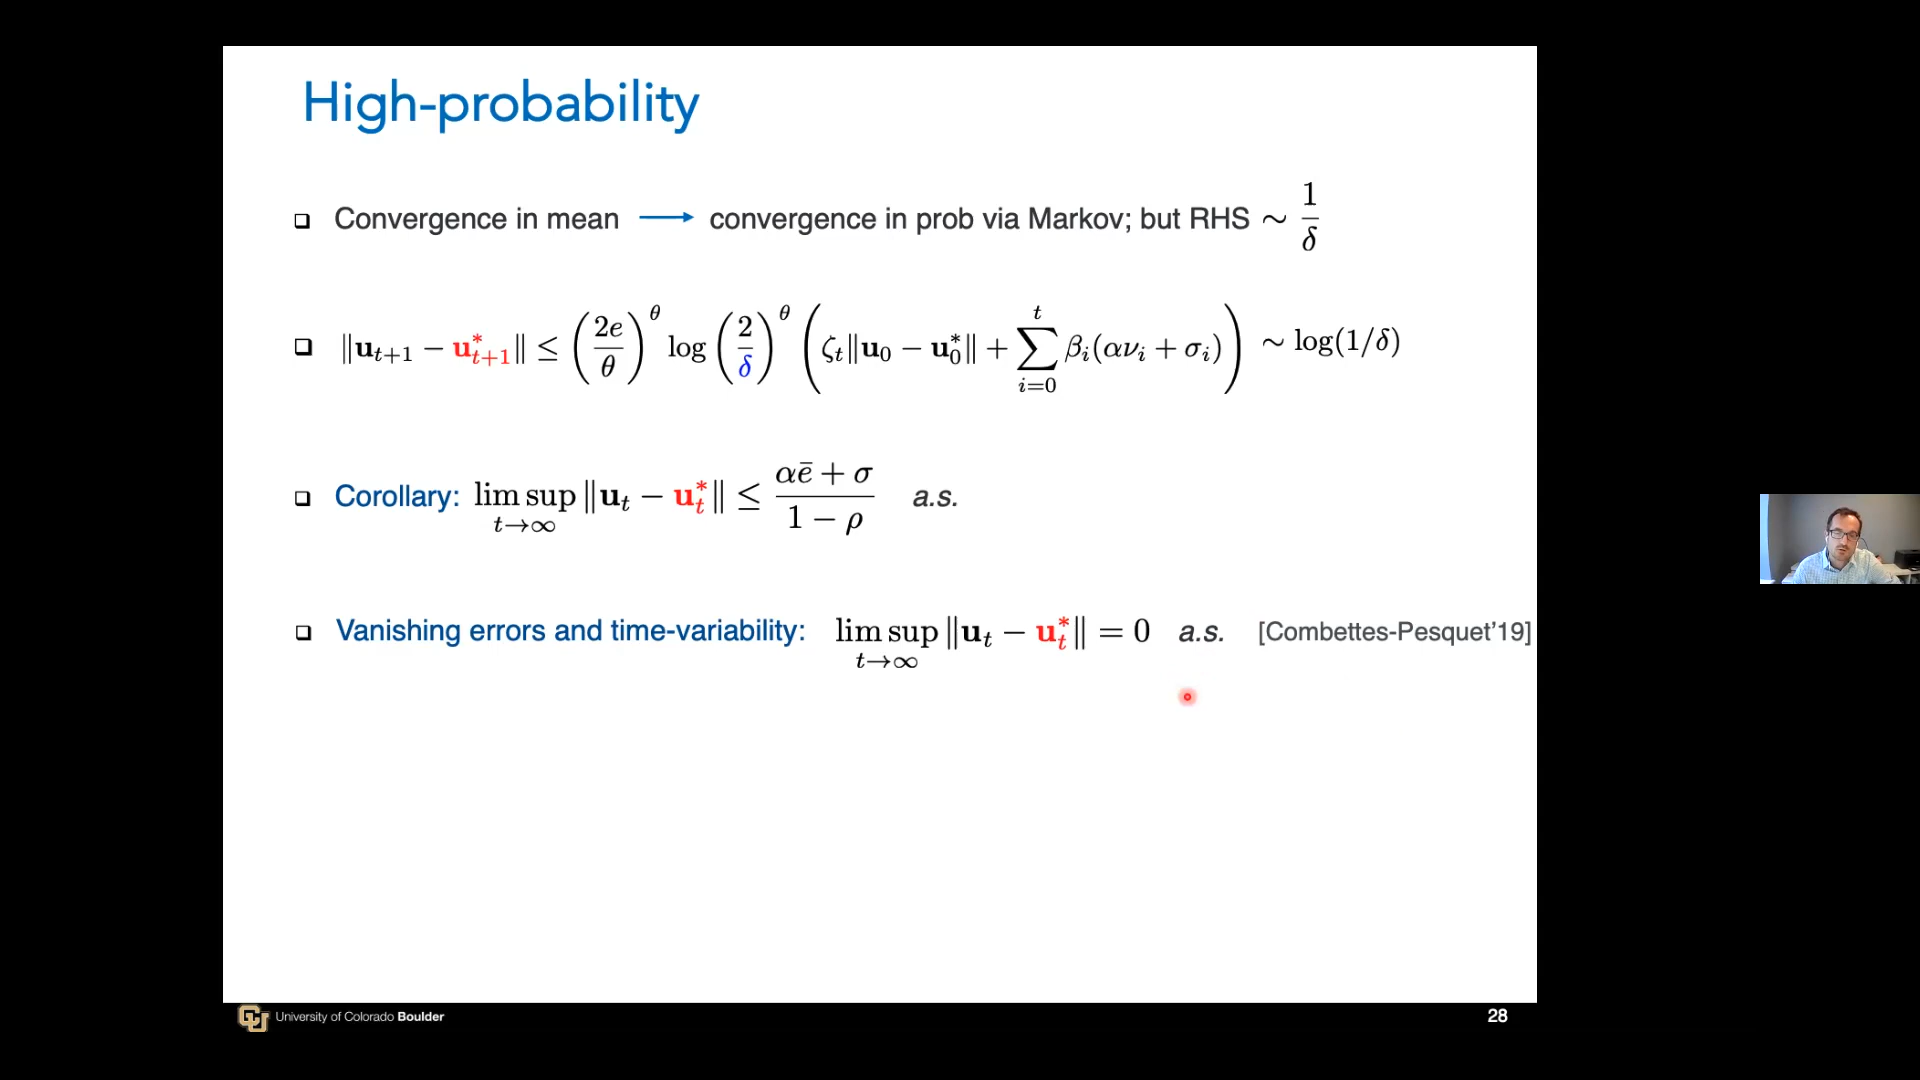 High-probability
Convergence in mean ⟶ convergence in prob via Markov; but RHS ∼ 1/δ
‖u_{t+1} − u*_{t+1}‖ ≤ (2e/θ)^θ log(2/δ)^θ (ζ_t‖u_0 − u*_0‖ + ∑_{i=0}^{t} β_i(αν_i + σ_i)) ∼ log(1/δ)
Corollary: lim sup_{t→∞} ‖u_t − u*_t‖ ≤ (αē + σ)/(1 − ρ) a.s.
Vanishing errors and time-variability: lim sup_{t→∞} ‖u_t − u*_t‖ = 0 a.s. [Combettes-Pesquet’19]
CU University of Colorado Boulder
28